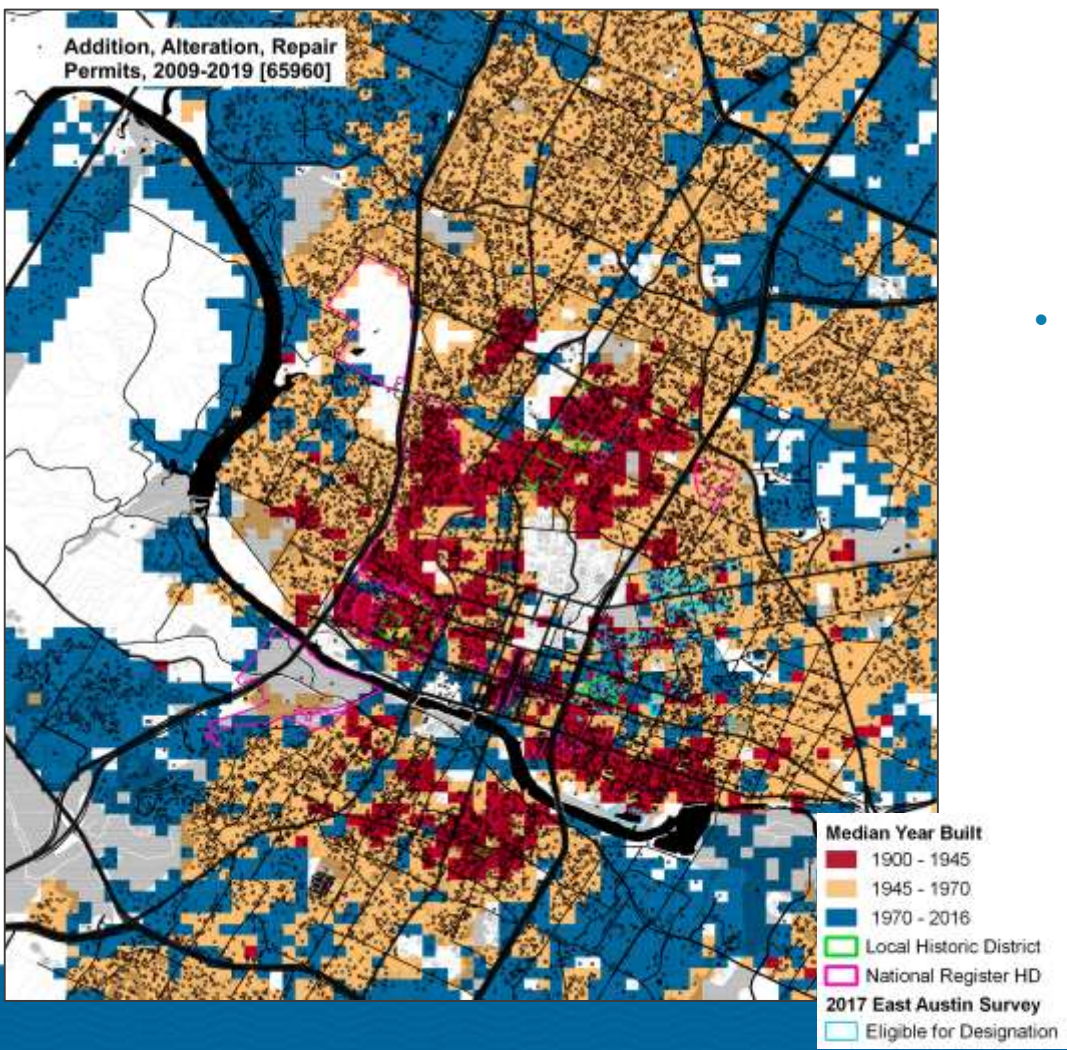 Addition, Alteration, Repair
Permits, 2009-2019 [65960]
Median Year Built
1900 - 1945
1945 - 1970
1970 - 2016
Local Historic District
National Register HD
2017 East Austin Survey
Eligible for Designation